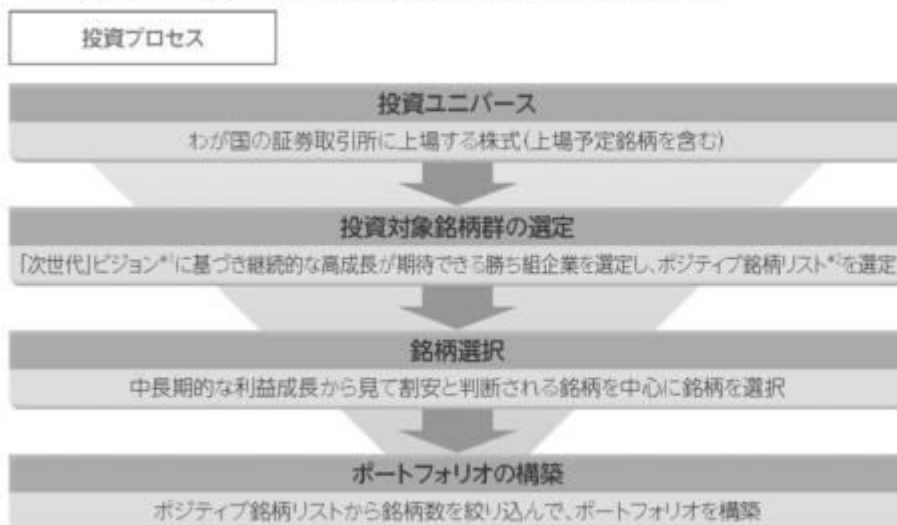 投資プロセス
投資ユニバース
わが国の証券取引所に上場する株式(上場予定銘柄を含む)
投資対象銘柄群の選定
「次世代」ビジョン*¹に基づき継続的な高成長が期待できる勝ち組企業を選定し、ポジティブ銘柄リスト*²を選定
銘柄選択
中長期的な利益成長から見て割安と判断される銘柄を中心に銘柄を選択
ポートフォリオの構築
ポジティブ銘柄リストから銘柄数を絞り込んで、ポートフォリオを構築